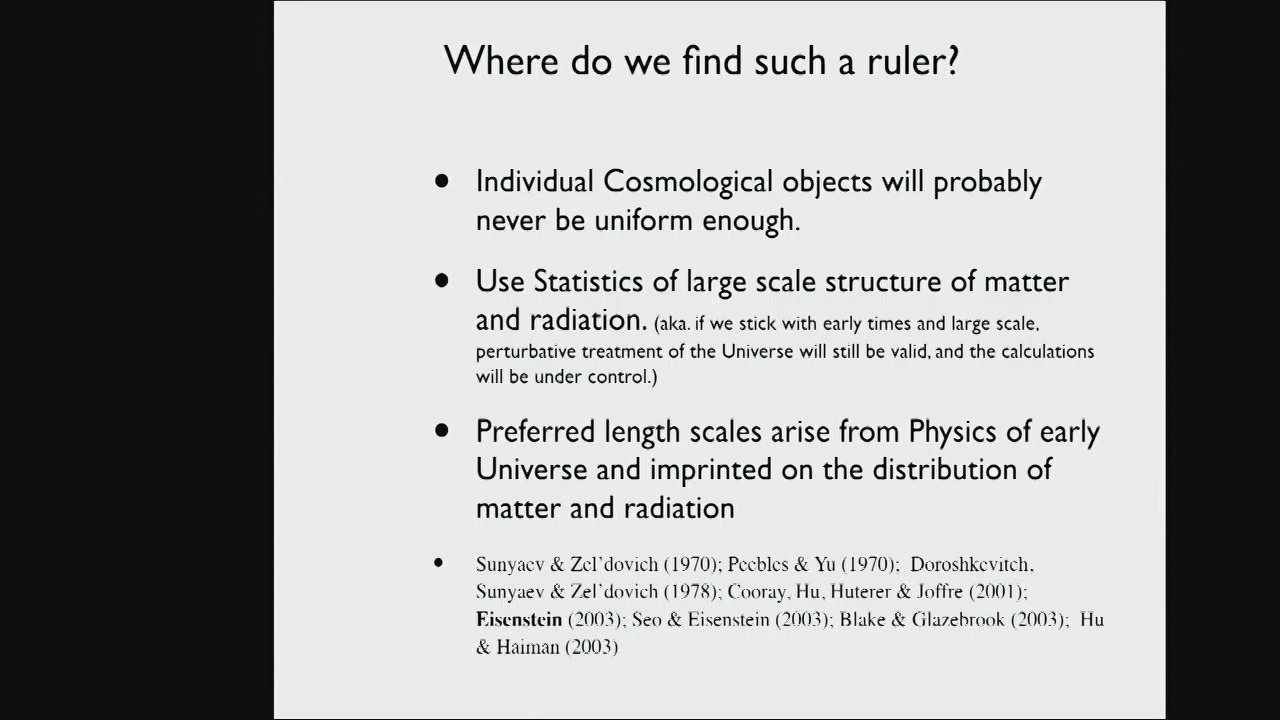 Where do we find such a ruler?
• Individual Cosmological objects will probably
never be uniform enough.
• Use Statistics of large scale structure of matter
and radiation. (aka. if we stick with early times and large scale,
perturbative treatment of the Universe will still be valid, and the calculations
will be under control.)
• Preferred length scales arise from Physics of early
Universe and imprinted on the distribution of
matter and radiation
• Sunyaev & Zel'dovich (1970); Peebles & Yu (1970); Doroshkevitch,
Sunyaev & Zel'dovich (1978); Cooray, Hu, Huterer & Joffre (2001);
Eisenstein (2003); Seo & Eisenstein (2003); Blake & Glazebrook (2003); Hu
& Haiman (2003)